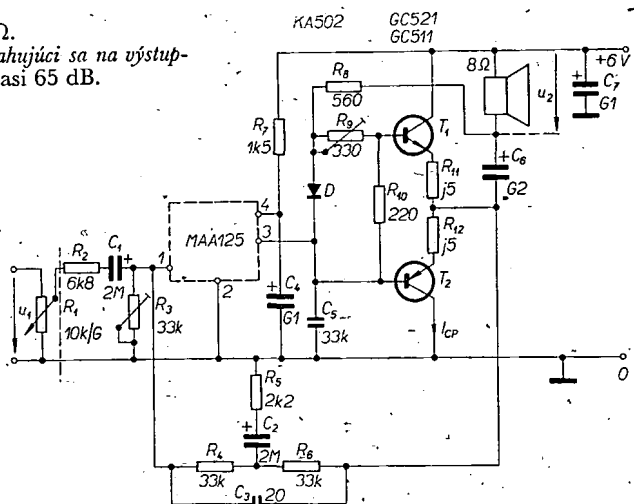 Ω.
ahujúci sa na výstup-
asi 65 dB.
KA502
GC521
GC511
+6V
8Ω
u2
+ C7
G1
R8
560
R7
1k5
R9
330
T1
+ C6
G2
R11
j5
D
R10
220
4
3
MAA125
R12
j5
1
2
C1 +
R2
6k8
2M
T2
+ C4
G1
C5
33k
u1
R1
10k/G
R3
33k
ICP
0
R5
2k2
+ C2
2M
R4
33k
R6
33k
C3 20